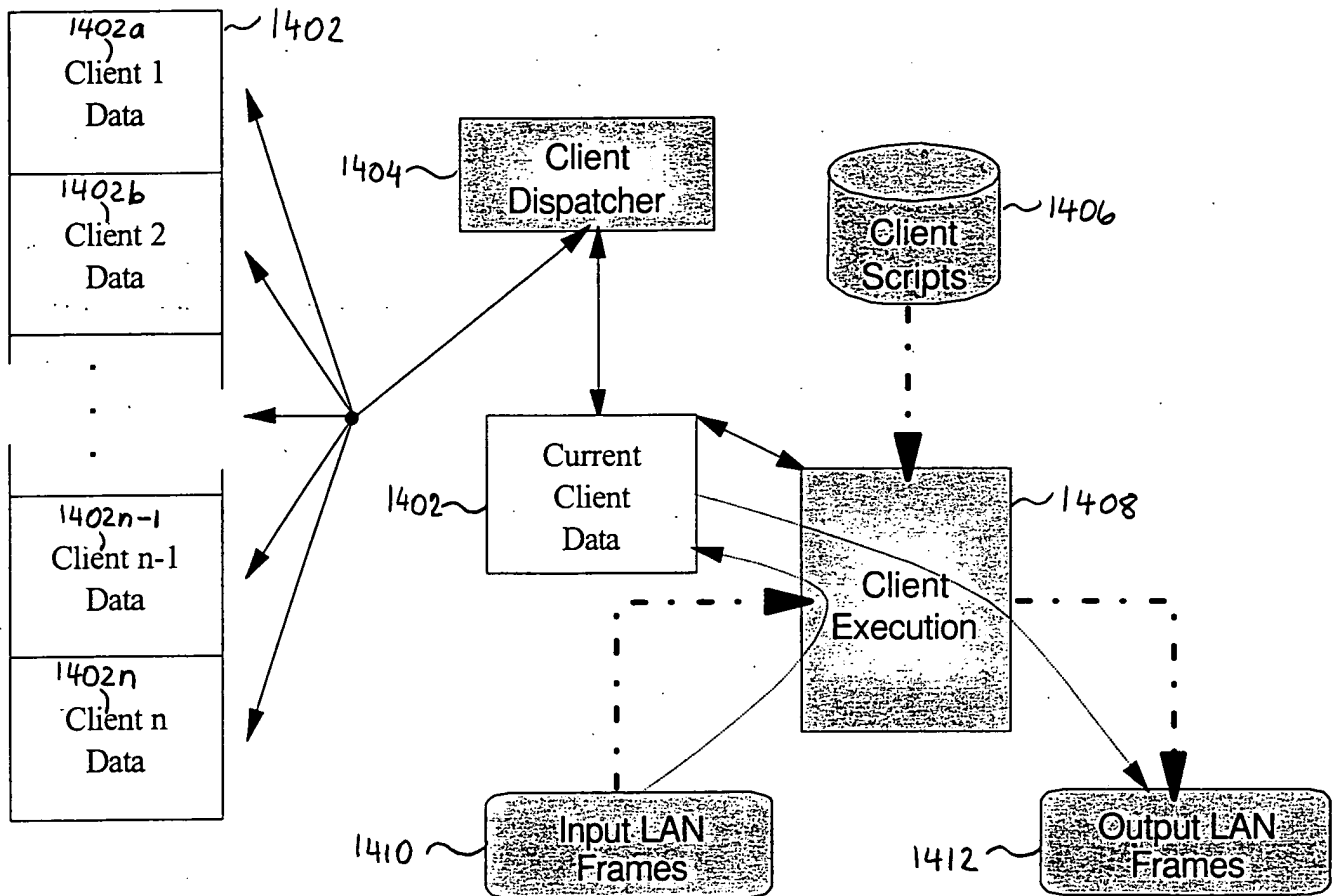 1402a
1402
Client 1
Data
1402b
Client 2
Data
1402n-1
Client n-1
Data
1402n
Client n
Data
1404
Client
Dispatcher
Client
Scripts
1406
1402
Current
Client
Data
1408
Client
Execution
1410
Input LAN
Frames
1412
Output LAN
Frames